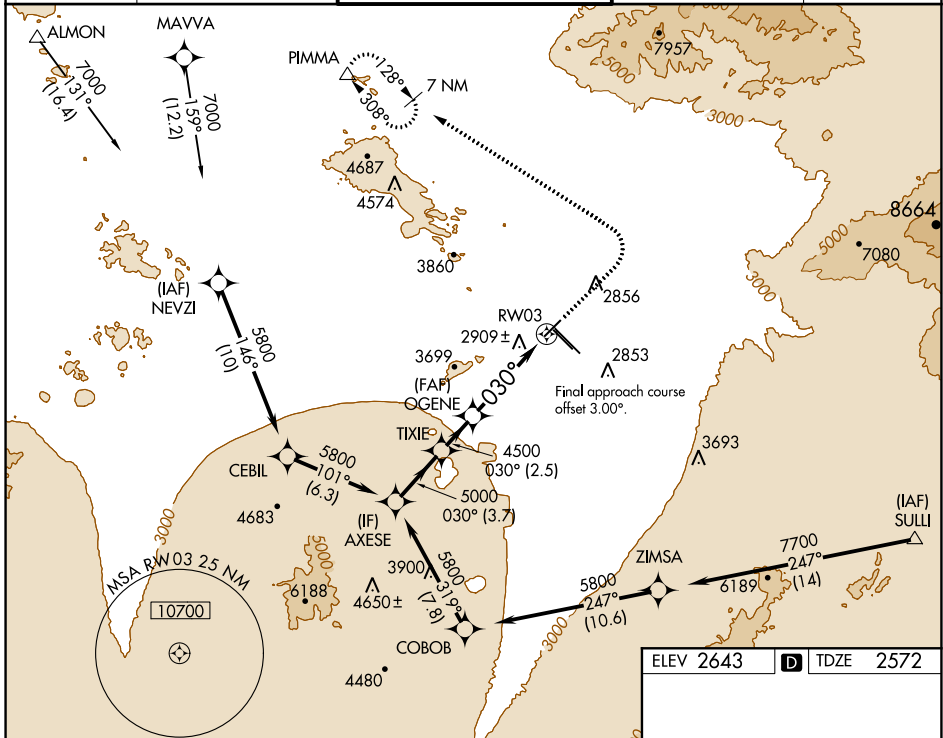 ALMON
7000
131°
(16.4)
MAVVA
7000
159°
(12.2)
PIMMA
128°
308°
7 NM
7957
5000
3000
4687
4574
3860
8664
5000
7080
3000
(IAF)
NEVZI
5800
146°
(10)
2856
RW03
2909±
2853
3699
Final approach course
offset 3.00°.
(FAF)
OGENE
030°
TIXIE
4500
030° (2.5)
3693
CEBIL
5800
101°
(6.3)
5000
030° (3.7)
4683
(IF)
AXESE
(IAF)
SULLI
3000
5000
6188
3900
4650±
5800
319°
(7.8)
ZIMSA
7700
247°
(14)
6189
5800
247°
(10.6)
MSA RW03 25 NM
10700
COBOB
3000
4480
ELEV 2643 D TDZE 2572